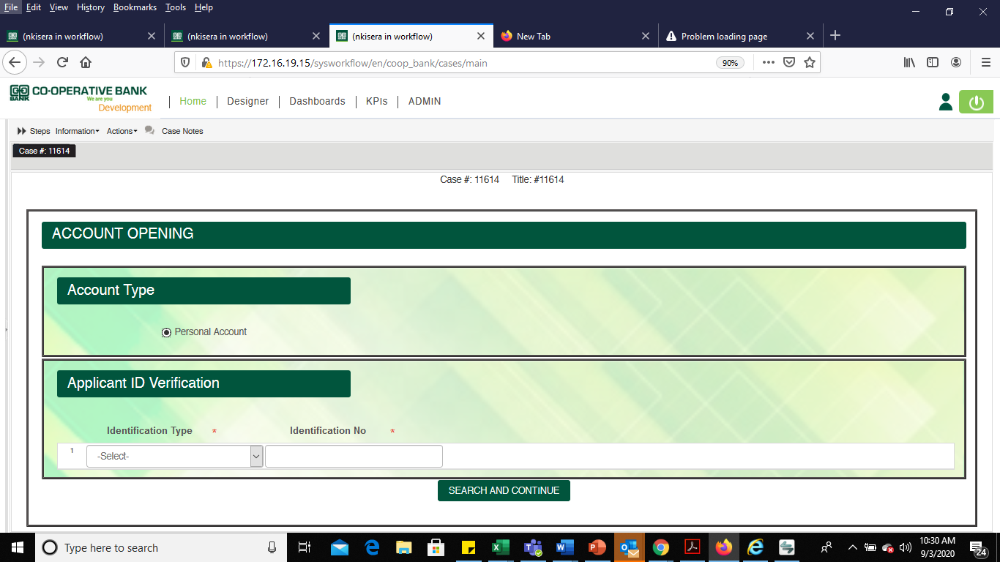 File Edit View History Bookmarks Tools Help
(nkisera in workflow) (nkisera in workflow) (nkisera in workflow) New Tab Problem loading page
https://172.16.19.15/sysworkflow/en/coop_bank/cases/main 90%
CO-OPERATIVE BANK
BANK We are you
Development
Home Designer Dashboards KPIs ADMIN
Steps Information Actions Case Notes
Case #: 11614
Case #: 11614 Title: #11614
ACCOUNT OPENING
Account Type
Personal Account
Applicant ID Verification
Identification Type * Identification No *
1 -Select-
SEARCH AND CONTINUE
Type here to search
10:30 AM
9/3/2020
24